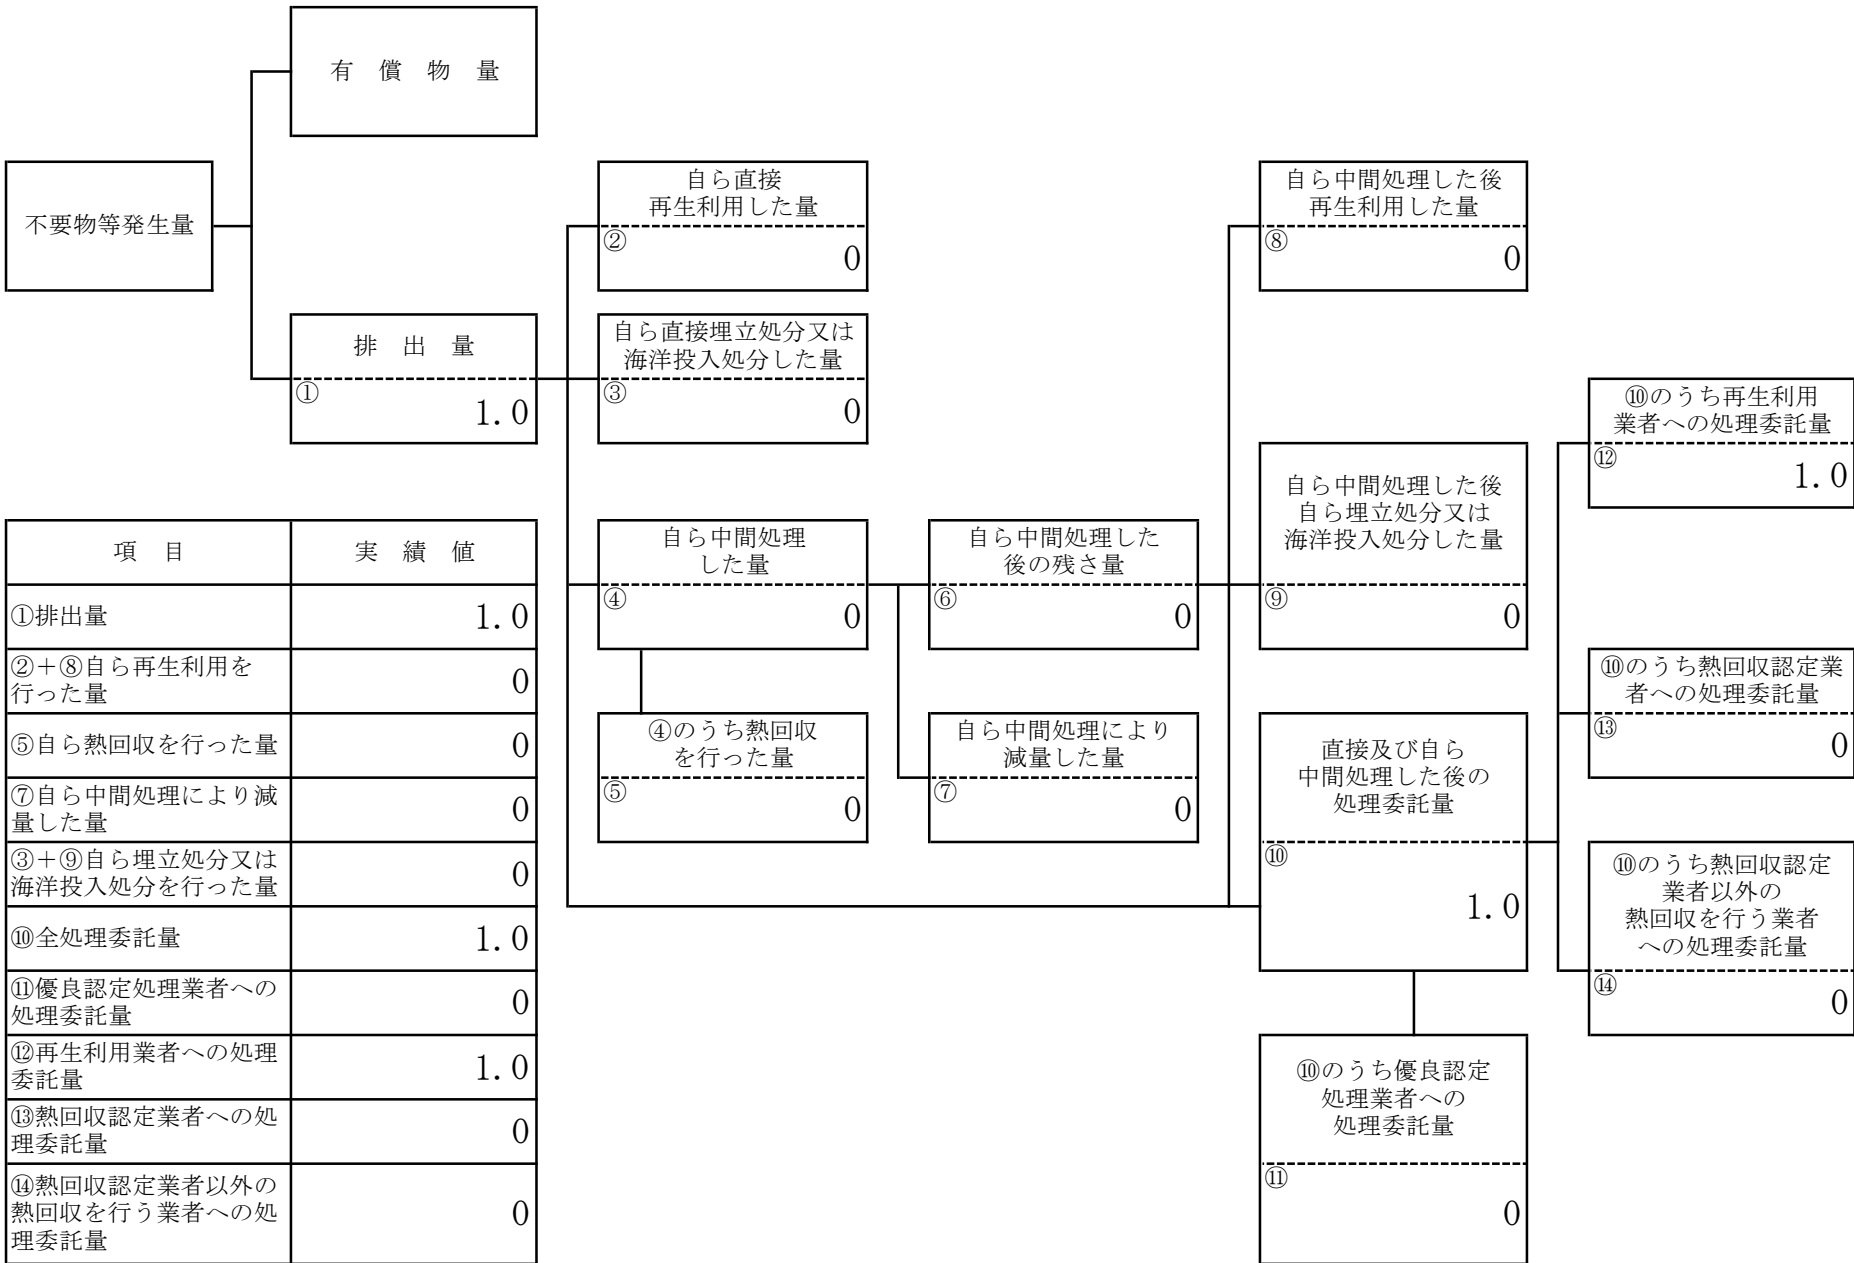 有償物量
不要物等発生量
排出量
①
1.0
自ら直接
再生利用した量
②
0
自ら直接埋立処分又は
海洋投入処分した量
③
0
自ら中間処理
した量
④
0
④のうち熱回収
を行った量
⑤
0
自ら中間処理した
後の残さ量
⑥
0
自ら中間処理により
減量した量
⑦
0
自ら中間処理した後
再生利用した量
⑧
0
自ら中間処理した後
自ら埋立処分又は
海洋投入処分した量
⑨
0
直接及び自ら
中間処理した後の
処理委託量
⑩
1.0
⑩のうち優良認定
処理業者への
処理委託量
⑪
0
⑩のうち再生利用
業者への処理委託量
⑫
1.0
⑩のうち熱回収認定業
者への処理委託量
⑬
0
⑩のうち熱回収認定
業者以外の
熱回収を行う業者
への処理委託量
⑭
0
項目 実績値
①排出量 1.0
②+⑧自ら再生利用を
行った量 0
⑤自ら熱回収を行った量 0
⑦自ら中間処理により減
量した量 0
③+⑨自ら埋立処分又は
海洋投入処分を行った量 0
⑩全処理委託量 1.0
⑪優良認定処理業者への
処理委託量 0
⑫再生利用業者への処理
委託量 1.0
⑬熱回収認定業者への処
理委託量 0
⑭熱回収認定業者以外の
熱回収を行う業者への処
理委託量 0